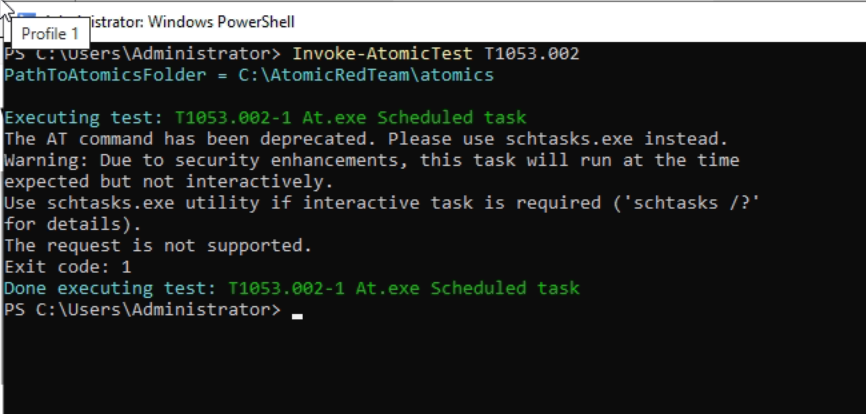 istrator: Windows PowerShell
Profile 1
PS C:\Users\Administrator> Invoke-AtomicTest T1053.002
PathToAtomicsFolder = C:\AtomicRedTeam\atomics
Executing test: T1053.002-1 At.exe Scheduled task
The AT command has been deprecated. Please use schtasks.exe instead.
Warning: Due to security enhancements, this task will run at the time
expected but not interactively.
Use schtasks.exe utility if interactive task is required ('schtasks /?'
for details).
The request is not supported.
Exit code: 1
Done executing test: T1053.002-1 At.exe Scheduled task
PS C:\Users\Administrator>